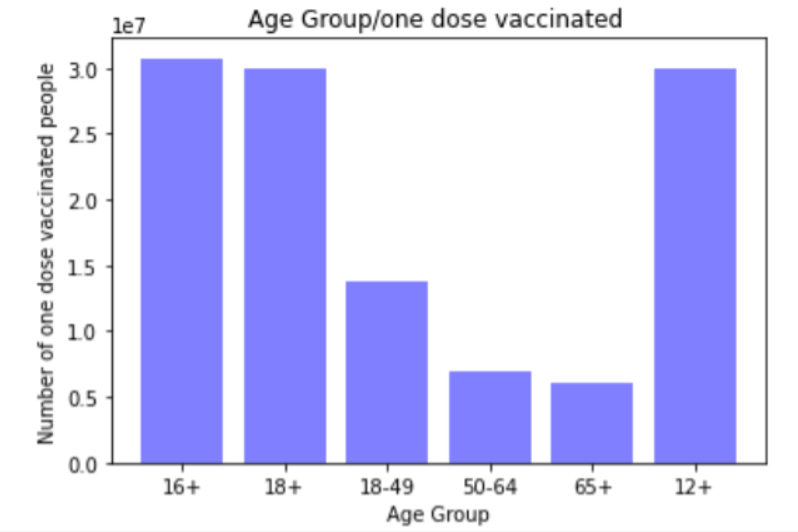 Age Group/one dose vaccinated
1e7
Number of one dose vaccinated people
3.0
2.5
2.0
1.5
1.0
0.5
0.0
16+ 18+ 18-49 50-64 65+ 12+
Age Group